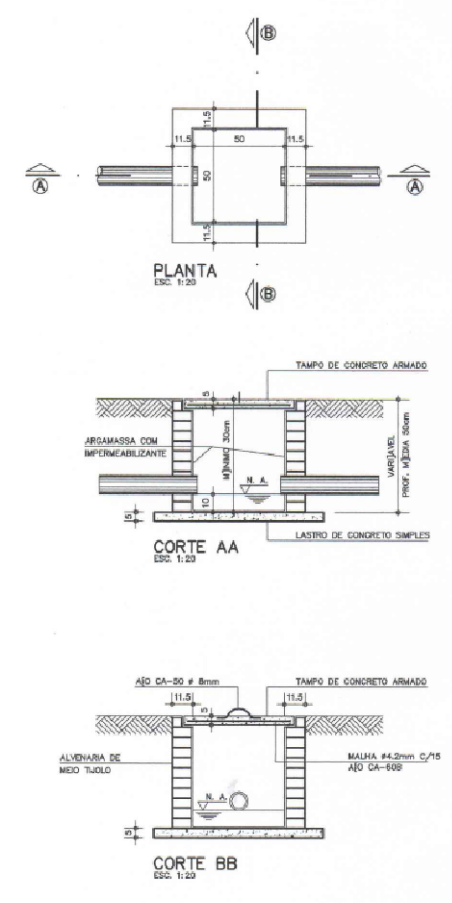 B
11.5
11.5
50
11.5
50
A
A
11.5
PLANTA
ESC. 1:20
B
TAMPO DE CONCRETO ARMADO
5
ARGAMASSA COM
IMPERMEABILIZANTE
MÍNIMO 30cm
VARIÁVEL
PROF. MÉDIA 50cm
N. A.
10
5
LASTRO DE CONCRETO SIMPLES
CORTE AA
ESC. 1:20
AÇO CA-50 ø 8mm
TAMPO DE CONCRETO ARMADO
11.5
11.5
5
ALVENARIA DE
MEIO TIJOLO
MALHA #4.2mm C/15
AÇO CA-60B
N. A.
5
CORTE BB
ESC. 1:20